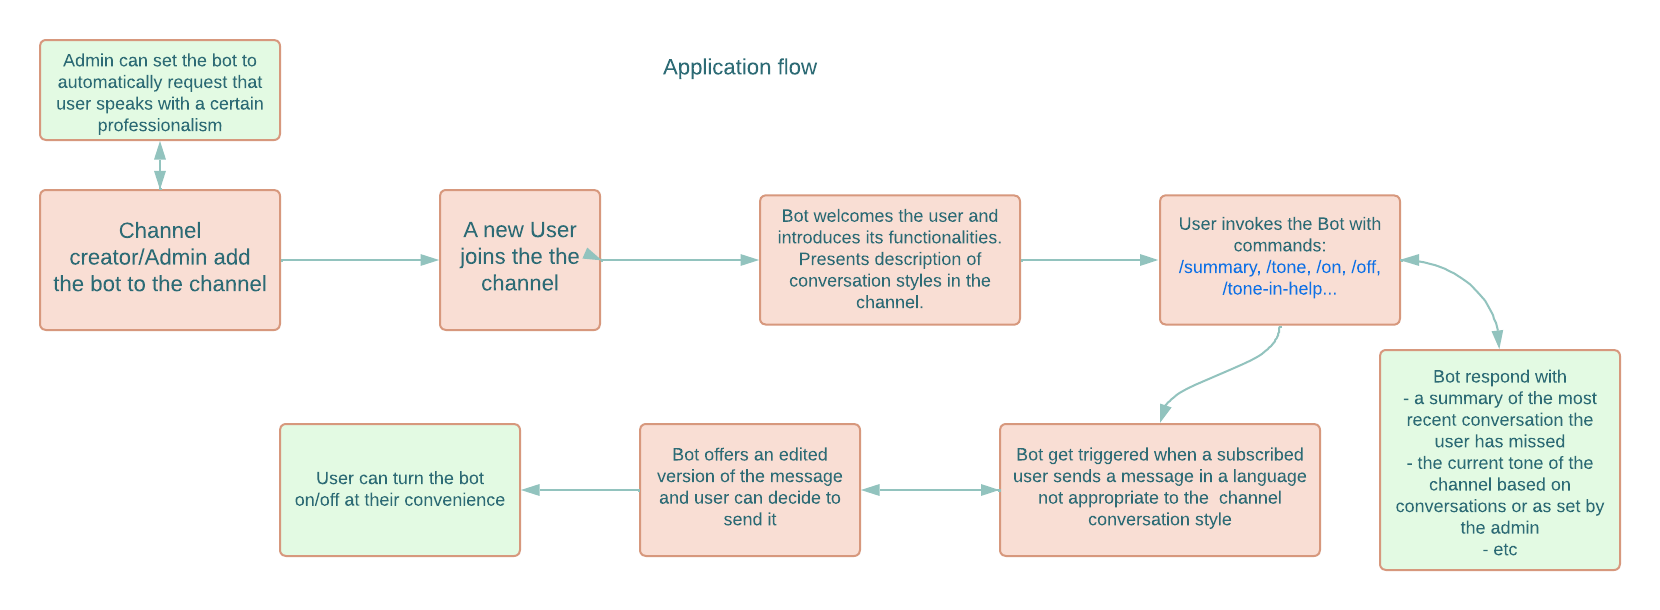 Application flow
Admin can set the bot to
automatically request that
user speaks with a certain
professionalism
Channel
creator/Admin add
the bot to the channel
A new User
joins the the
channel
Bot welcomes the user and
introduces its functionalities.
Presents description of
conversation styles in the
channel.
User invokes the Bot with
commands:
/summary, /tone, /on, /off,
/tone-in-help...
Bot respond with
- a summary of the most
recent conversation the
user has missed
- the current tone of the
channel based on
conversations or as set by
the admin
- etc
Bot get triggered when a subscribed
user sends a message in a language
not appropriate to the  channel
conversation style
Bot offers an edited
version of the message
and user can decide to
send it
User can turn the bot
on/off at their convenience